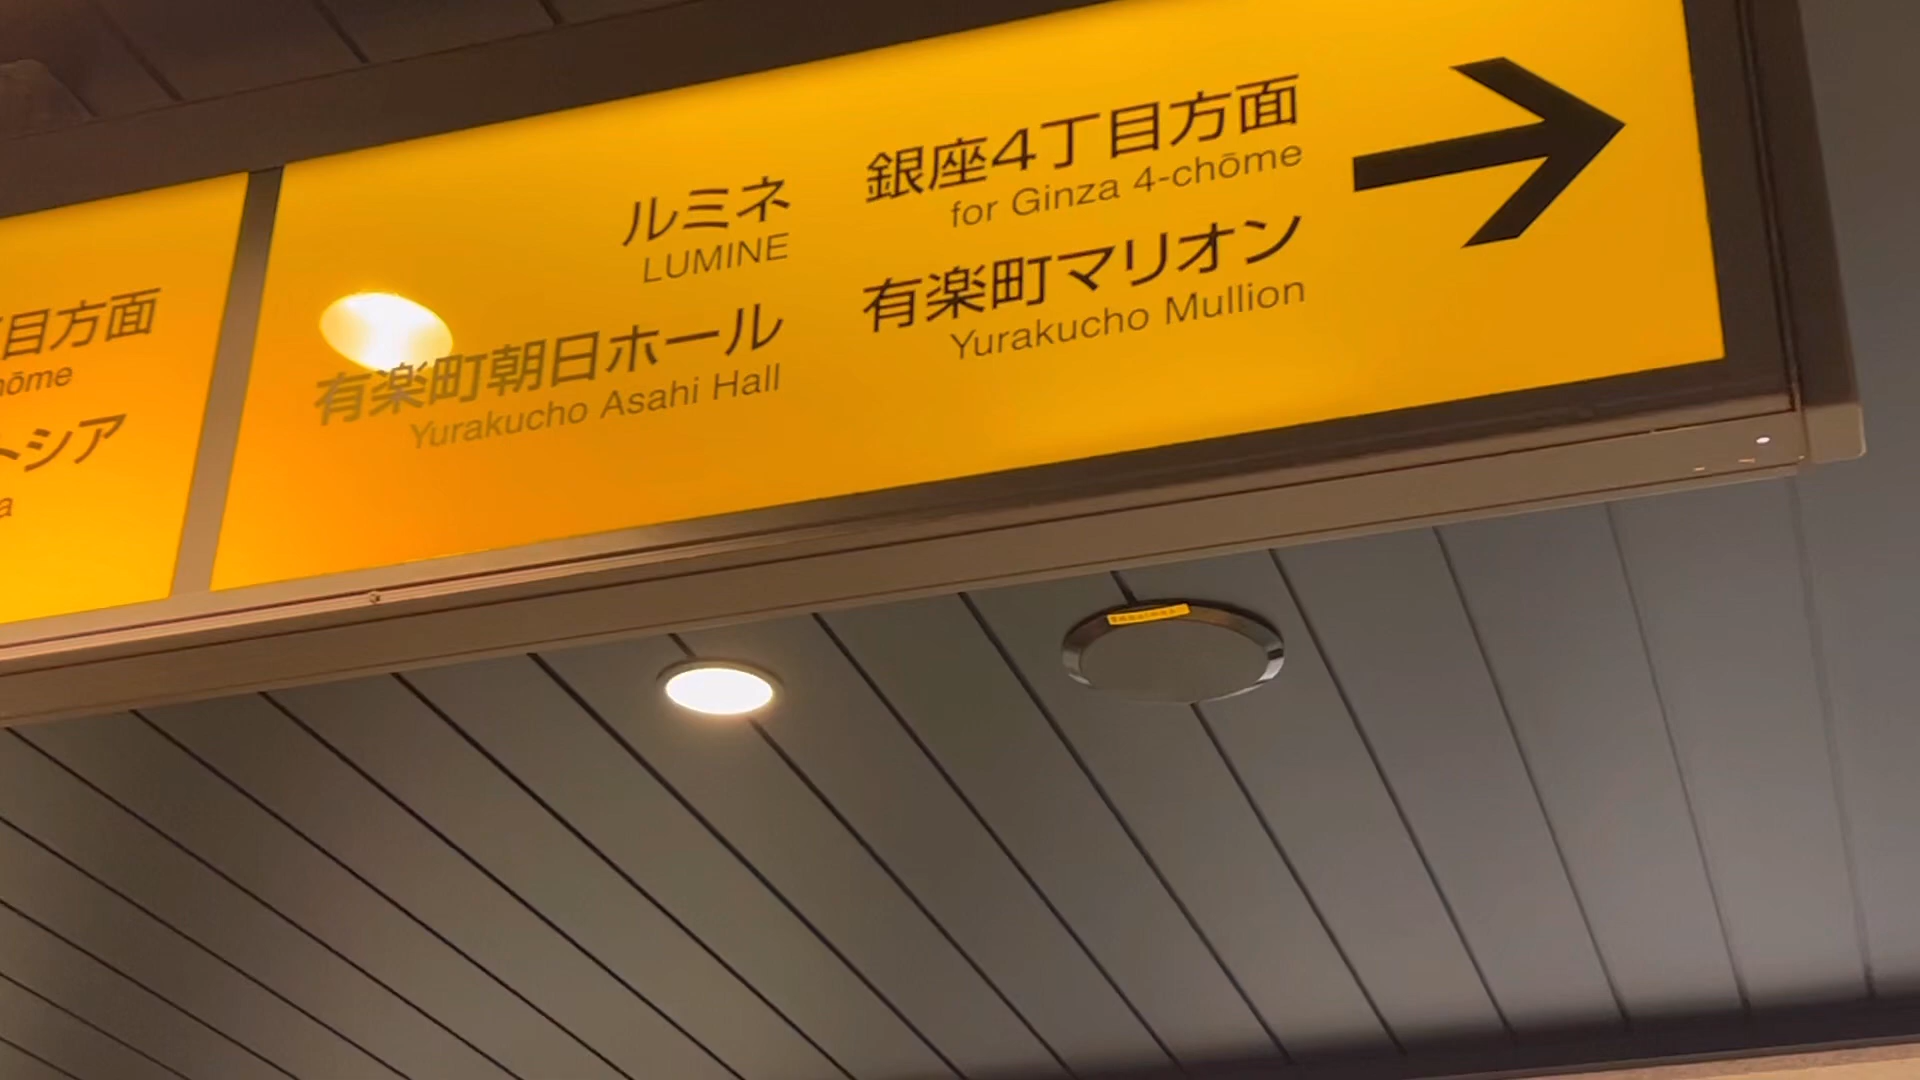 目方面
ōme
トシア
a
ルミネ
LUMINE
有楽町朝日ホール
Yurakucho Asahi Hall
銀座4丁目方面
for Ginza 4-chōme
有楽町マリオン
Yurakucho Mullion